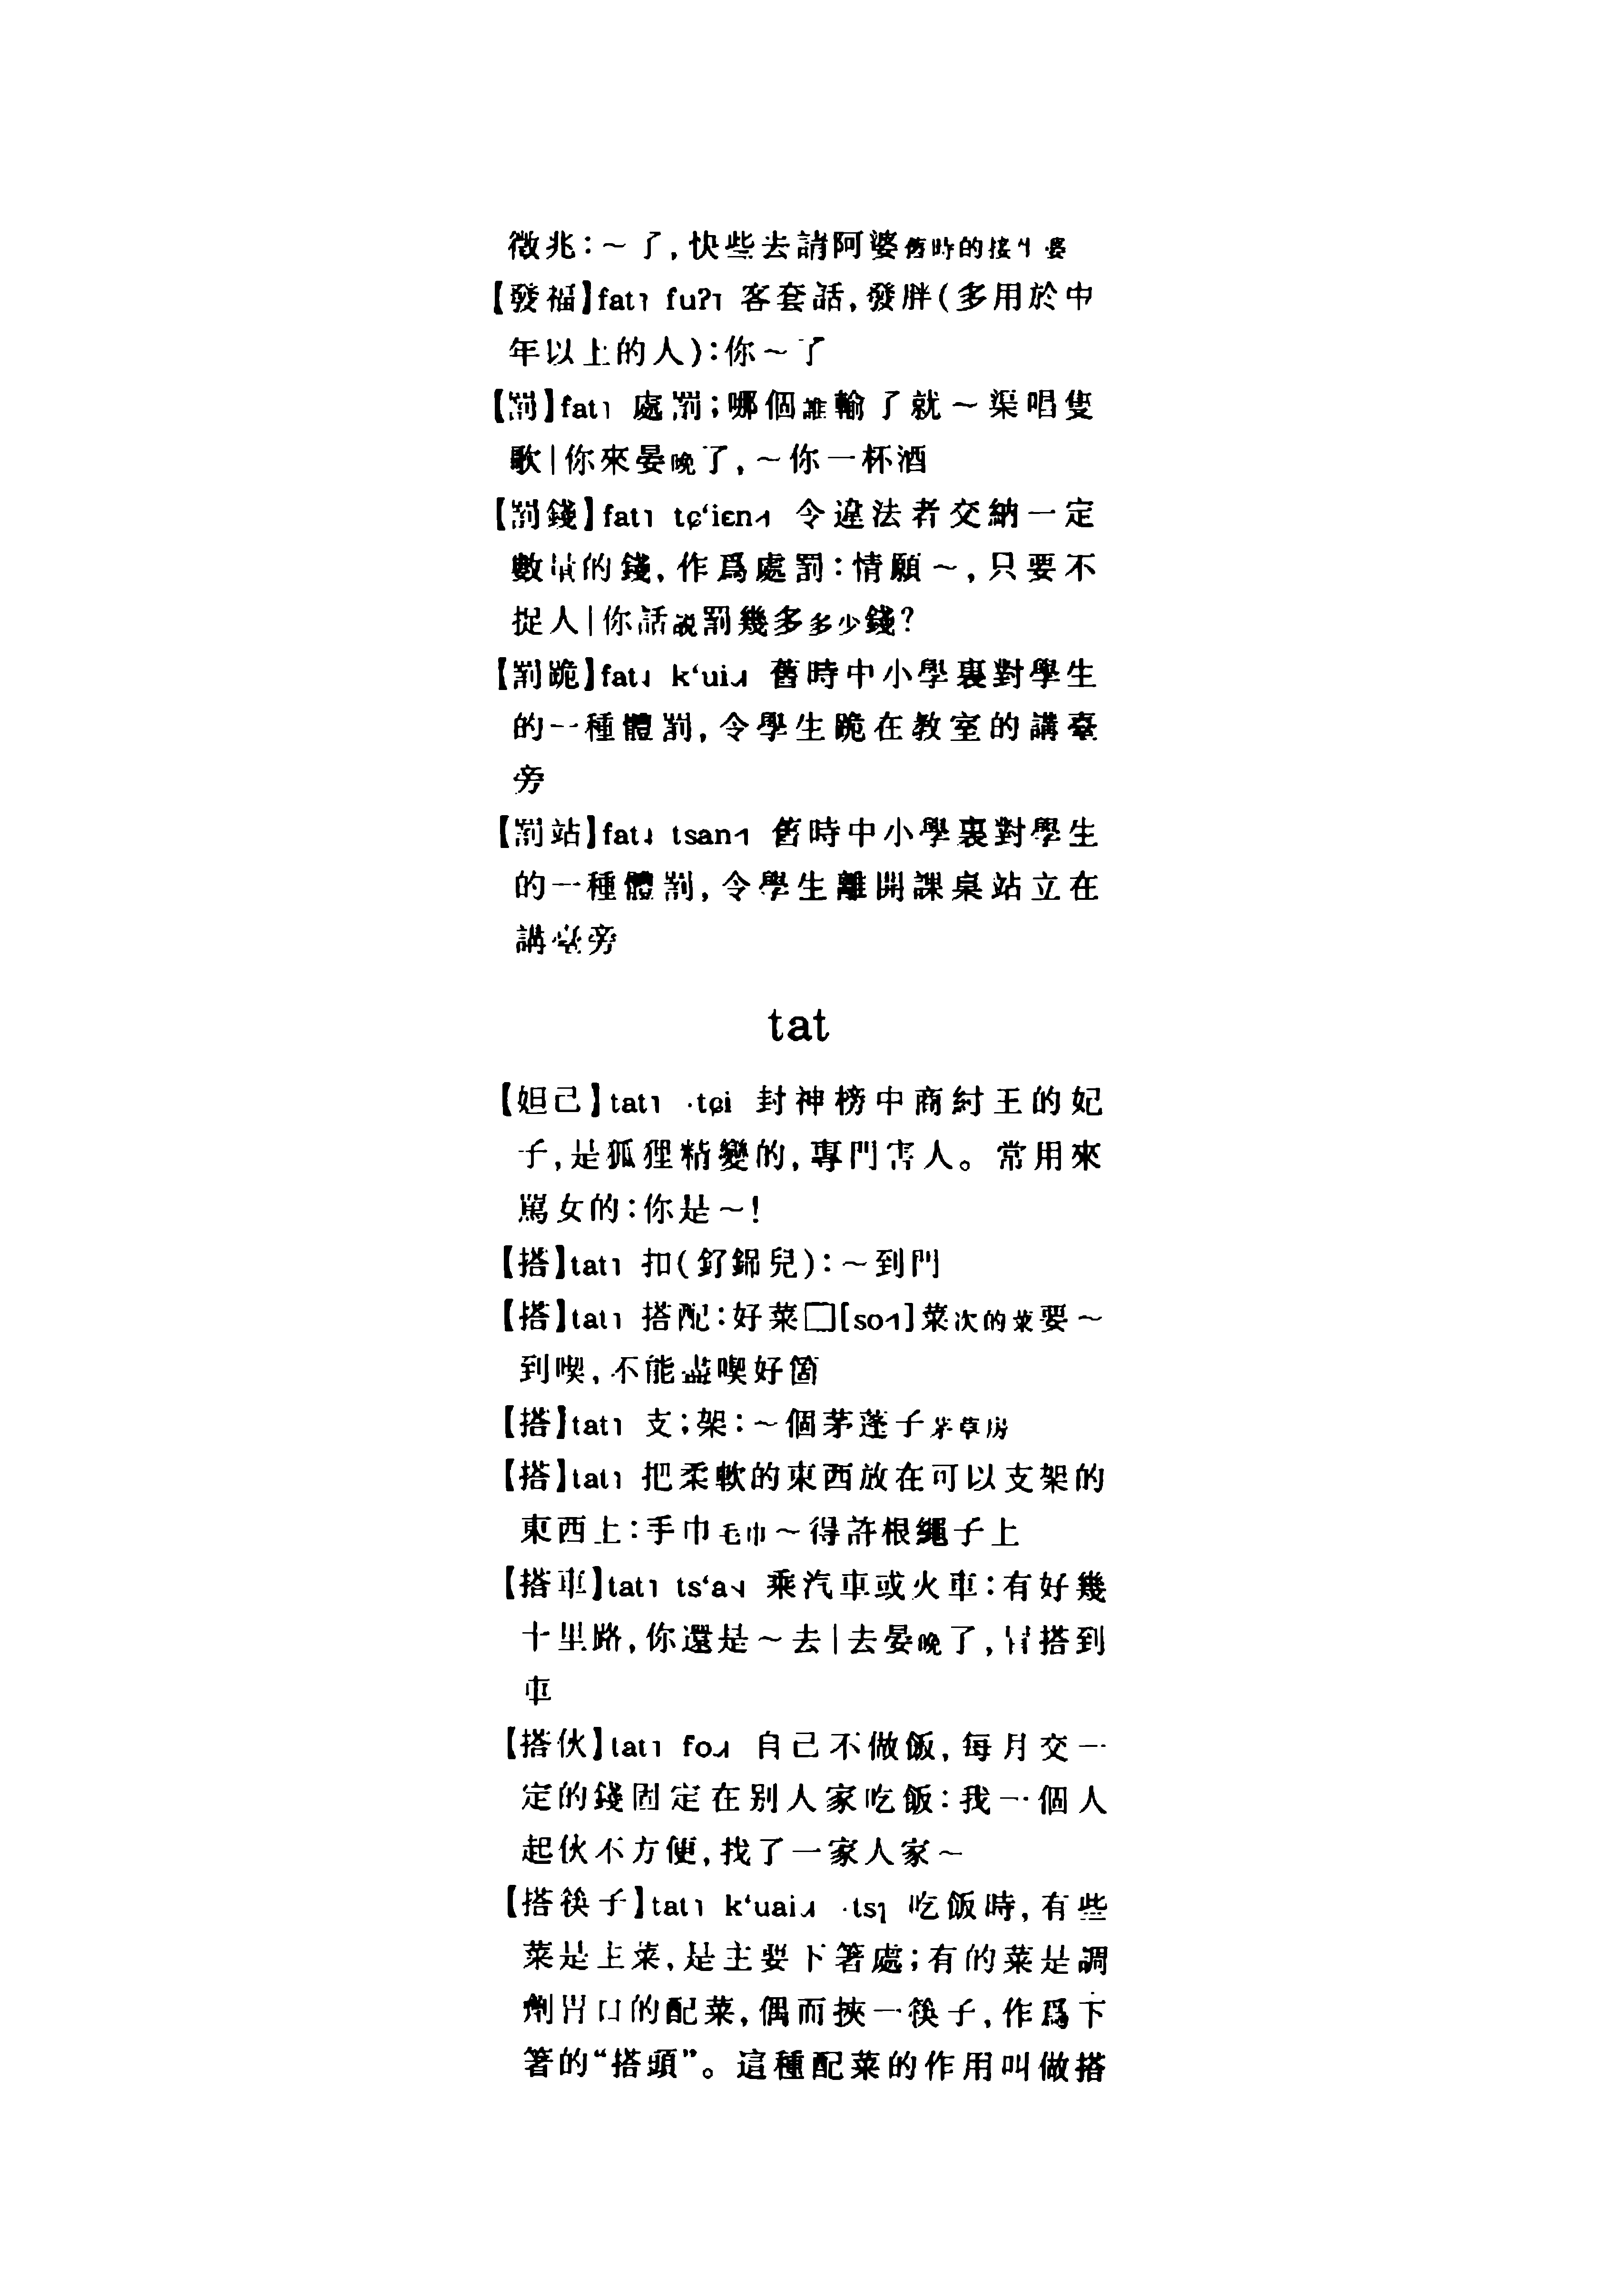 徵兆:～了,快些去請阿婆舊時的接生婆
【發福】fat˥ fuʔ˥ 客套話,發胖(多用於中
年以上的人):你～了
【罰】fat˥ 處罰;哪個誰輸了就～渠唱隻
歌|你來晏晚了,～你一杯酒
【罰錢】fat˥ tɕ‘iɛn˧˥ 令違法者交納一定
數量的錢,作爲處罰:情願～,只要不
捉人|你話説罰幾多多少錢?
【罰跪】fat˩ k‘ui˩˧ 舊時中小學裏對學生
的一種體罰,令學生跪在教室的講臺
旁
【罰站】fat˩ tsan˧˥ 舊時中小學裏對學生
的一種體罰,令學生離開課桌站立在
講臺旁
tat
【妲己】tat˥ ·tɕi 封神榜中商紂王的妃
子,是狐狸精變的,專門害人。常用來
駡女的:你是～!
【搭】tat˥ 扣(釕錦兒):～到門
【搭】tat˥ 搭配:好菜□[so˧˥]菜次的菜要～
到喫,不能盡喫好箇
【搭】tat˥ 支;架:～個茅蓬子茅草房
【搭】tat˥ 把柔軟的東西放在可以支架的
東西上:手巾毛巾～得許根繩子上
【搭車】tat˥ ts‘a˨˧ 乘汽車或火車:有好幾
十里路,你還是～去|去晏晚了,冒搭到
車
【搭伙】tat˥ fo˩˧ 自己不做飯,每月交一
定的錢固定在别人家吃飯:我一個人
起伙不方便,找了一家人家～
【搭筷子】tat˥ k‘uai˩˧ ·tsɿ 吃飯時,有些
菜是主菜,是主要下箸處;有的菜是調
劑胃口的配菜,偶而挾一筷子,作爲下
箸的“搭頭”。這種配菜的作用叫做搭